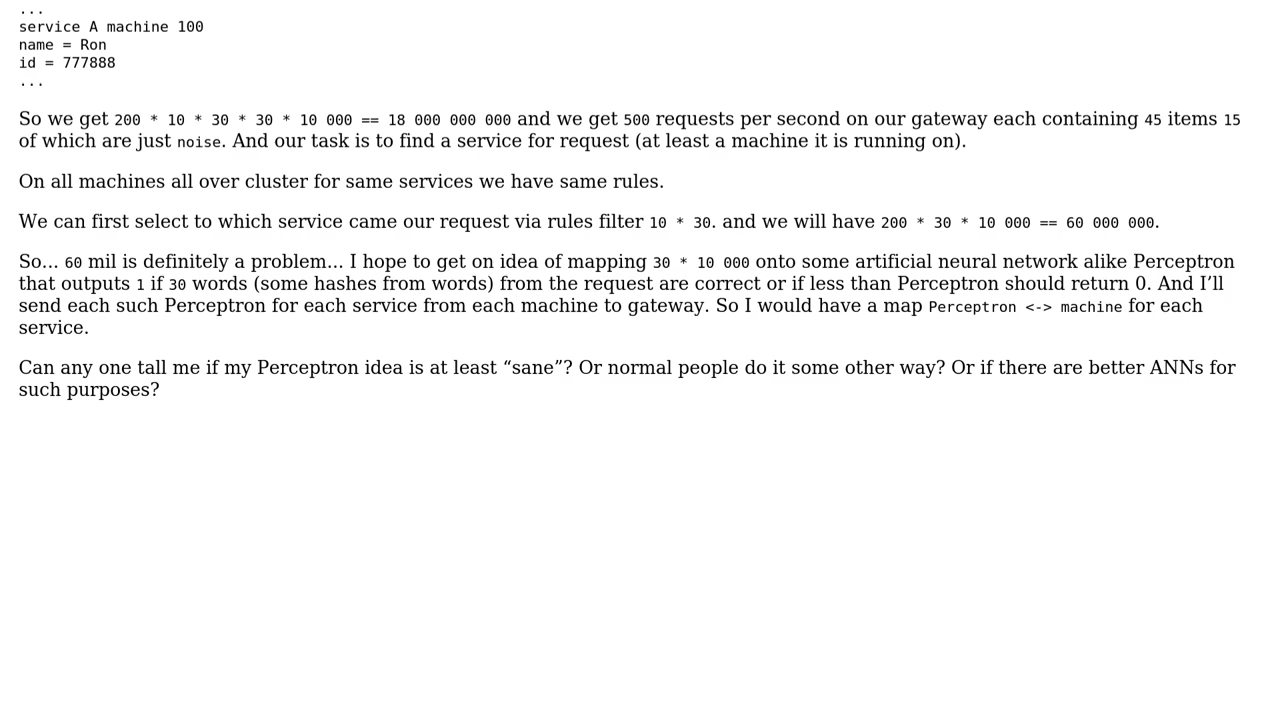 ...
service A machine 100
name = Ron
id = 777888
...
So we get 200 * 10 * 30 * 30 * 10 000 == 18 000 000 000 and we get 500 requests per second on our gateway each containing 45 items 15
of which are just noise. And our task is to find a service for request (at least a machine it is running on).
On all machines all over cluster for same services we have same rules.
We can first select to which service came our request via rules filter 10 * 30. and we will have 200 * 30 * 10 000 == 60 000 000.
So... 60 mil is definitely a problem... I hope to get on idea of mapping 30 * 10 000 onto some artificial neural network alike Perceptron
that outputs 1 if 30 words (some hashes from words) from the request are correct or if less than Perceptron should return 0. And I’ll
send each such Perceptron for each service from each machine to gateway. So I would have a map Perceptron <-> machine for each
service.
Can any one tall me if my Perceptron idea is at least “sane”? Or normal people do it some other way? Or if there are better ANNs for
such purposes?